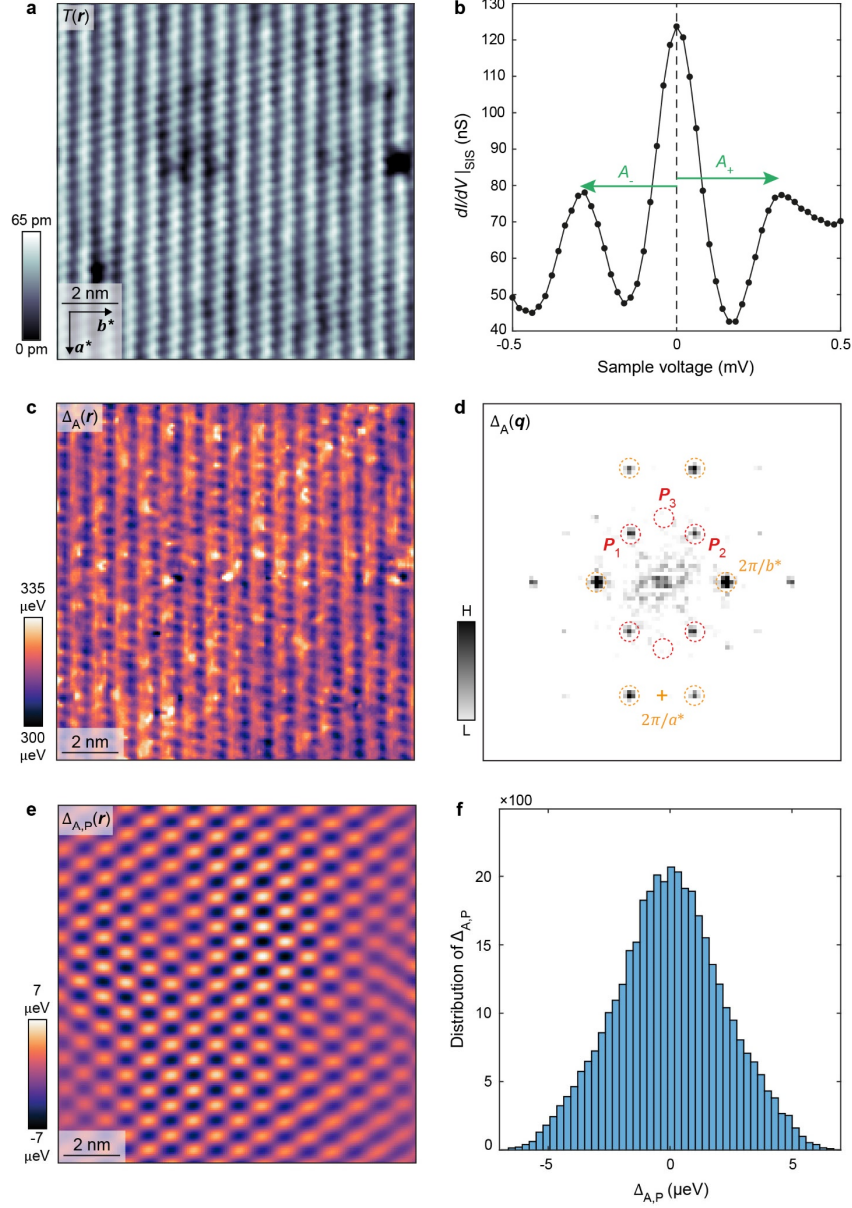 a
T(r)
65 pm
0 pm
2 nm
b*
a*
b
dI/dV |SIS (nS)
130
120
110
100
90
80
70
60
50
40
A-
A+
-0.5
0
0.5
Sample voltage (mV)
c
ΔA(r)
335
μeV
300
μeV
2 nm
d
ΔA(q)
P3
P1
P2
2π/b*
H
L
2π/a*
e
ΔA,P(r)
7
μeV
-7
μeV
2 nm
f
×100
Distribution of ΔA,P
20
15
10
5
0
-5
0
5
ΔA,P (μeV)